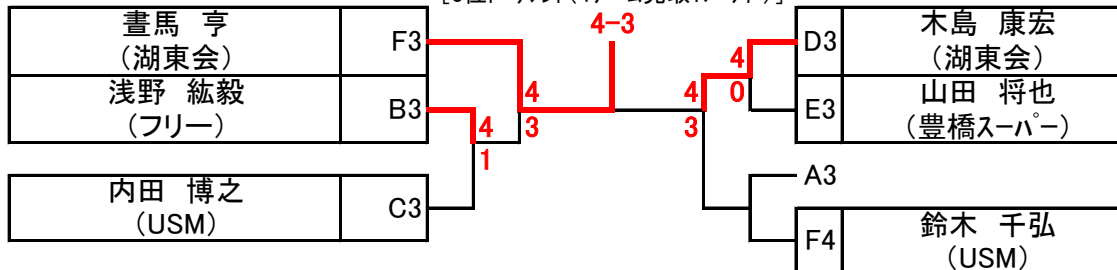 4-3
晝馬 亨
(湖東会)
F3
浅野 紘毅
(フリー)
B3
4
3
4
1
内田 博之
(USM)
C3
4
0
D3
木島 康宏
(湖東会)
4
3
E3
山田 将也
(豊橋スーパー)
A3
F4
鈴木 千弘
(USM)